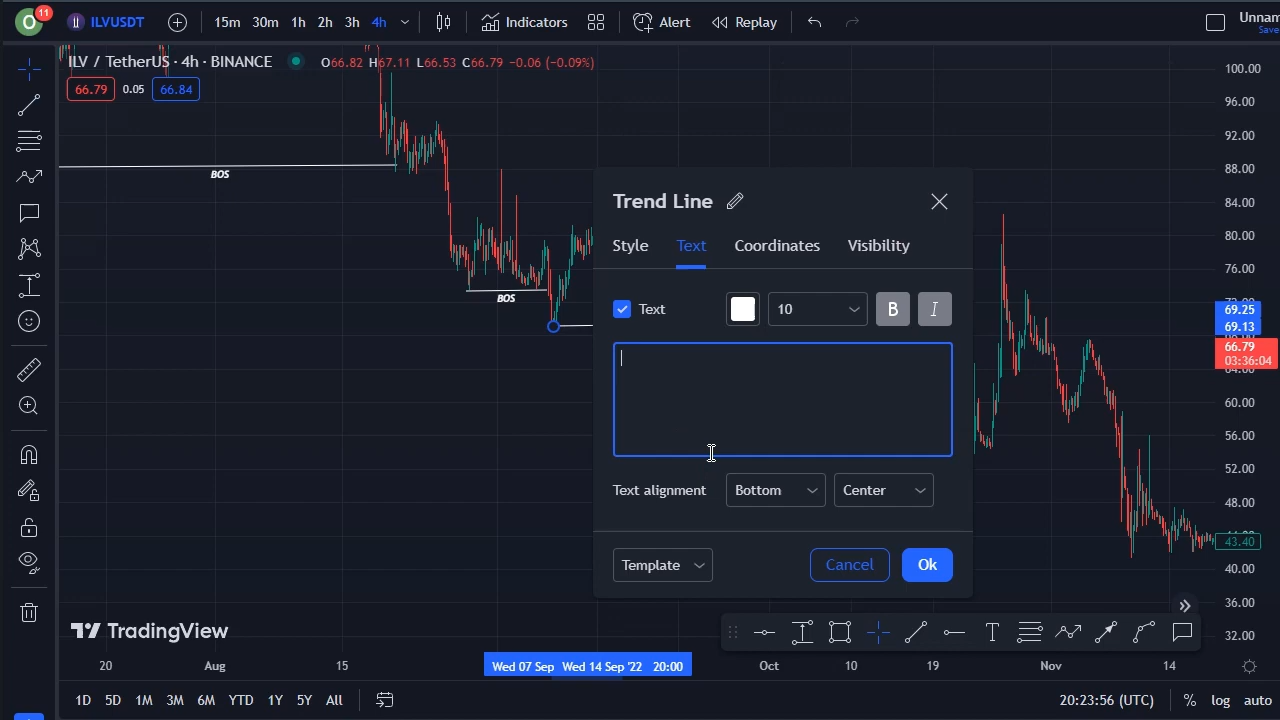 O 11 ILVUSDT 15m 30m 1h 2h 3h 4h Indicators Alert Replay Unnam
Save
ILV / TetherUS · 4h · BINANCE O66.82 H67.11 L66.53 C66.79 −0.06 (−0.09%)
66.79 0.05 66.84
100.00
96.00
92.00
88.00
84.00
80.00
76.00
69.25
69.13
66.79
03:36:04
64.00
60.00
56.00
52.00
48.00
43.40
40.00
36.00
32.00
BOS
BOS
Trend Line
Style Text Coordinates Visibility
Text 10 B I
Text alignment Bottom Center
Template Cancel Ok
TradingView
T
20 Aug 15 Wed 07 Sep Wed 14 Sep '22 20:00 Oct 10 19 Nov 14
1D 5D 1M 3M 6M YTD 1Y 5Y All 20:23:56 (UTC) % log auto